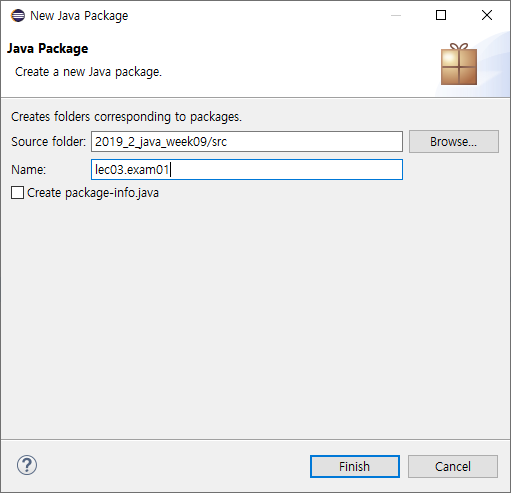 New Java Package
Java Package
Create a new Java package.
Creates folders corresponding to packages.
Source folder: 2019_2_java_week09/src Browse...
Name: lec03.exam01
Create package-info.java
? Finish Cancel